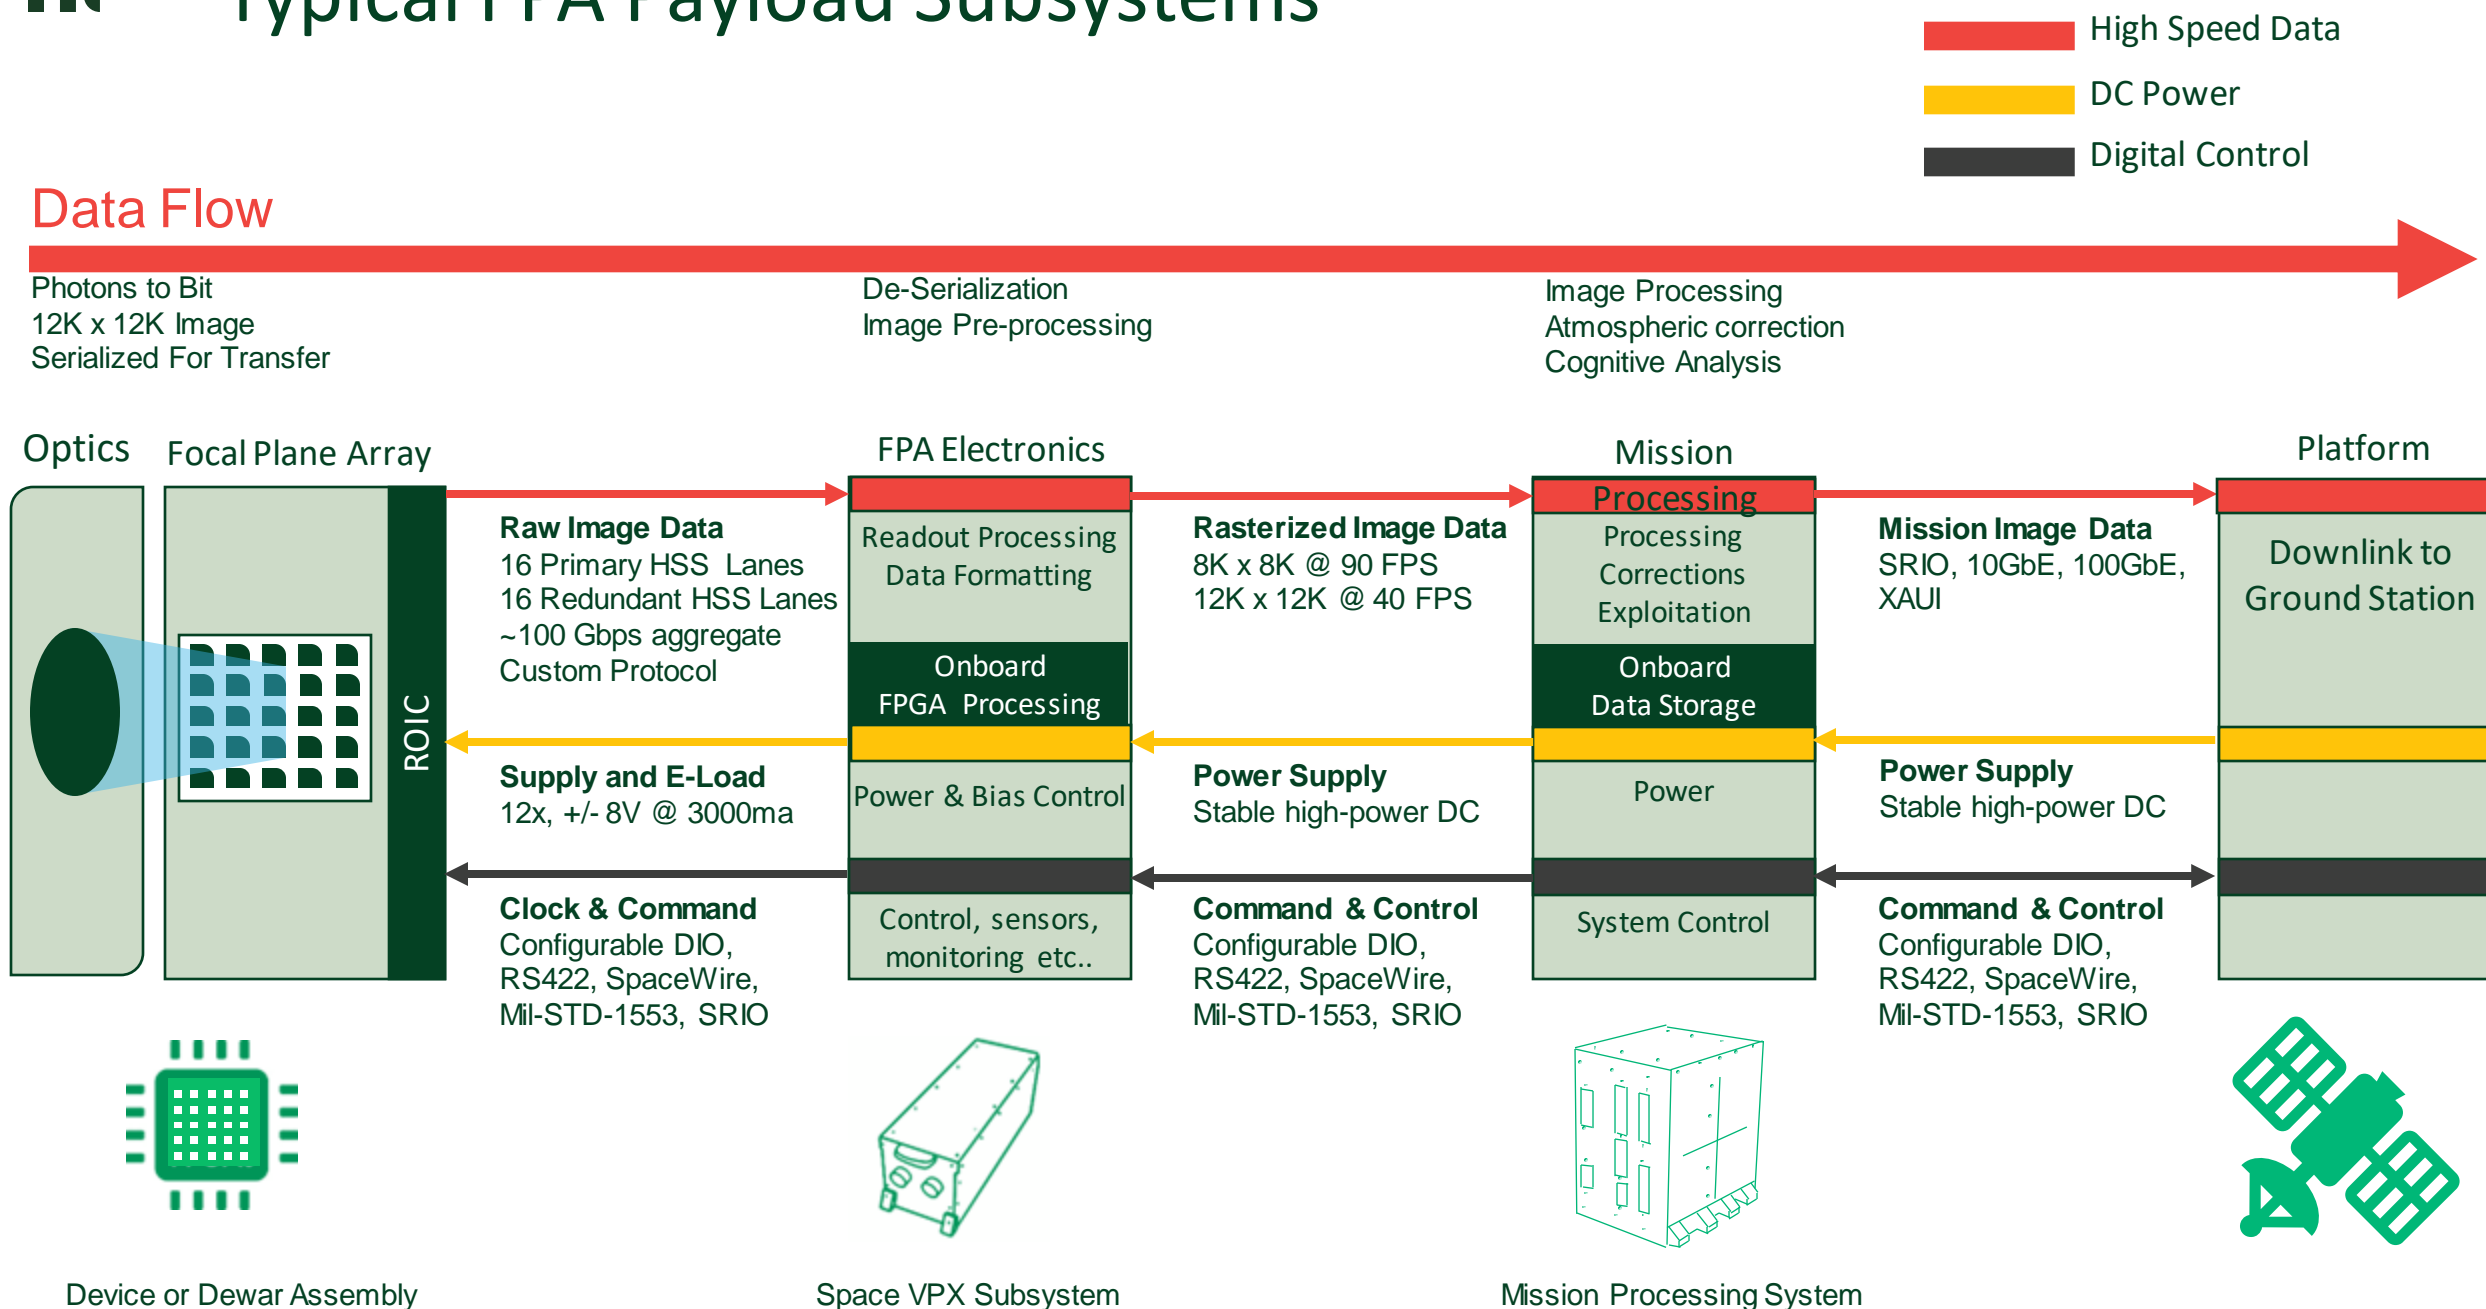 Typical FPA Payload Subsystems
High Speed Data
DC Power
Digital Control
Data Flow
Photons to Bit
12K x 12K Image
Serialized For Transfer
De-Serialization
Image Pre-processing
Image Processing
Atmospheric correction
Cognitive Analysis
Optics
Focal Plane Array
ROIC
Raw Image Data
16 Primary HSS Lanes
16 Redundant HSS Lanes
~100 Gbps aggregate
Custom Protocol
Supply and E-Load
12x, +/- 8V @ 3000ma
Clock & Command
Configurable DIO,
RS422, SpaceWire,
Mil-STD-1553, SRIO
FPA Electronics
Readout Processing
Data Formatting
Onboard
FPGA Processing
Power & Bias Control
Control, sensors,
monitoring etc..
Rasterized Image Data
8K x 8K @ 90 FPS
12K x 12K @ 40 FPS
Power Supply
Stable high-power DC
Command & Control
Configurable DIO,
RS422, SpaceWire,
Mil-STD-1553, SRIO
Mission
Processing
Processing
Corrections
Exploitation
Onboard
Data Storage
Power
System Control
Mission Image Data
SRIO, 10GbE, 100GbE,
XAUI
Power Supply
Stable high-power DC
Command & Control
Configurable DIO,
RS422, SpaceWire,
Mil-STD-1553, SRIO
Platform
Downlink to
Ground Station
Device or Dewar Assembly
Space VPX Subsystem
Mission Processing System